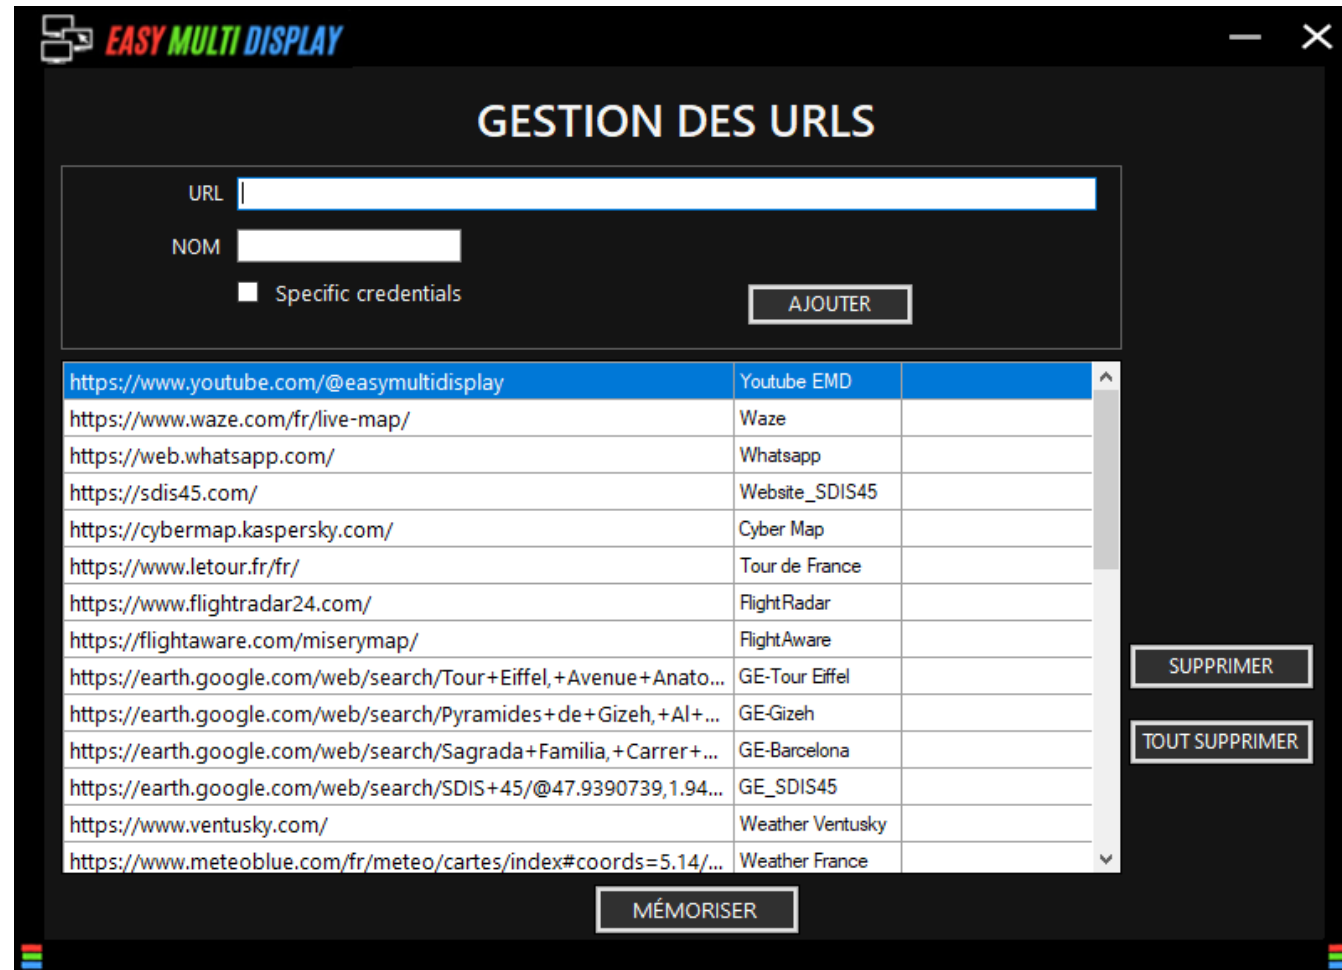 EASY MULTI DISPLAY
GESTION DES URLS
URL
NOM
Specific credentials
AJOUTER
https://www.youtube.com/@easymultidisplay Youtube EMD
https://www.waze.com/fr/live-map/ Waze
https://web.whatsapp.com/ Whatsapp
https://sdis45.com/ Website_SDIS45
https://cybermap.kaspersky.com/ Cyber Map
https://www.letour.fr/fr/ Tour de France
https://www.flightradar24.com/ FlightRadar
https://flightaware.com/miserymap/ FlightAware
https://earth.google.com/web/search/Tour+Eiffel,+Avenue+Anato... GE-Tour Eiffel
https://earth.google.com/web/search/Pyramides+de+Gizeh,+Al+... GE-Gizeh
https://earth.google.com/web/search/Sagrada+Familia,+Carrer+... GE-Barcelona
https://earth.google.com/web/search/SDIS+45/@47.9390739,1.94... GE_SDIS45
https://www.ventusky.com/ Weather Ventusky
https://www.meteoblue.com/fr/meteo/cartes/index#coords=5.14/... Weather France
SUPPRIMER
TOUT SUPPRIMER
MÉMORISER